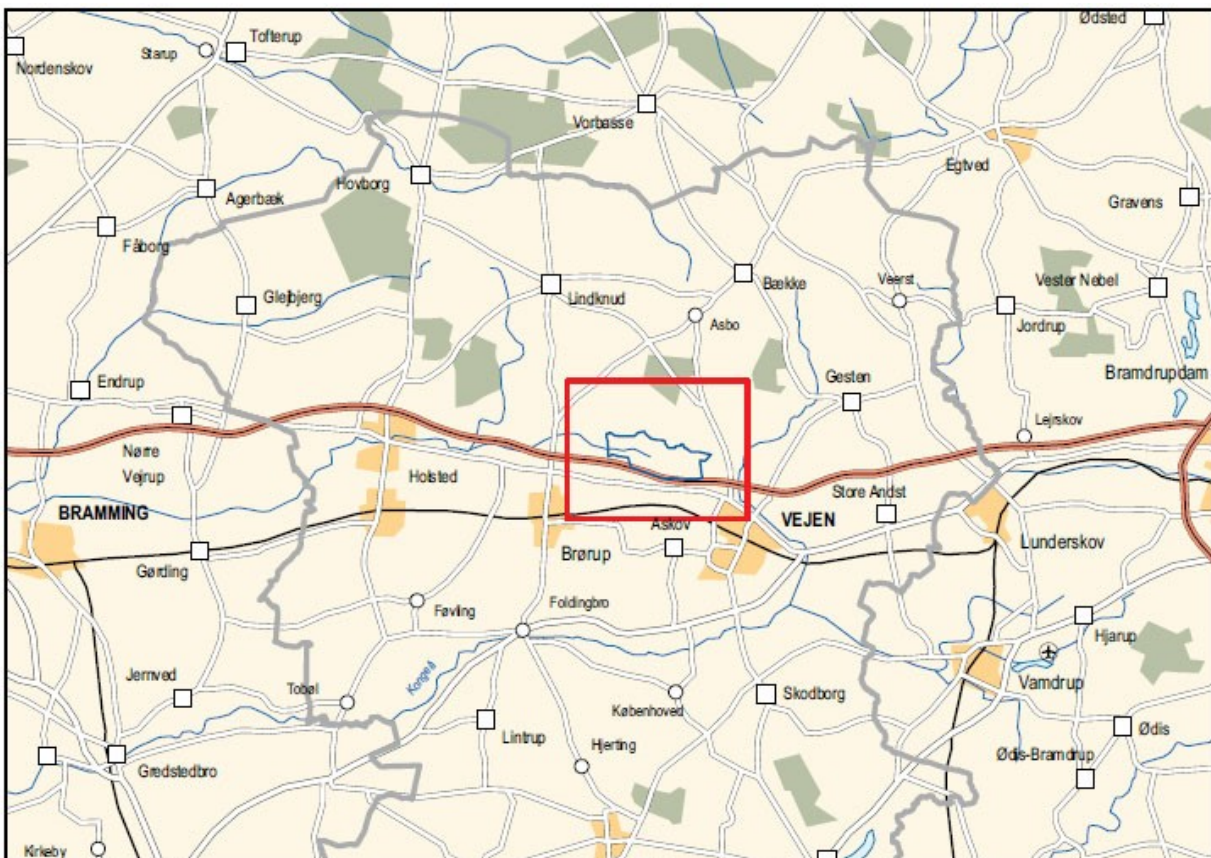 Ødsted
Tofterup
Starup
Nordenskov
Vorbasse
Egtved
Hovborg
Agerbæk
Gravens
Fåborg
Bække
Veerst
Vester Nebel
Glejbjerg
Lindknud
Asbo
Jordrup
Bramdrupdam
Endrup
Gesten
Lejrskov
Nørre
Vejrup
Holsted
Store Andst
BRAMMING
Askov
VEJEN
Brørup
Lunderskov
Gørding
Føvling
Foldingbro
Hjarup
Jernved
Tobøl
Kongeå
Københoved
Skodborg
Vamdrup
Lintrup
Hjerting
Ødis
Ødis-Bramdrup
Gredstedbro
Kirkeby